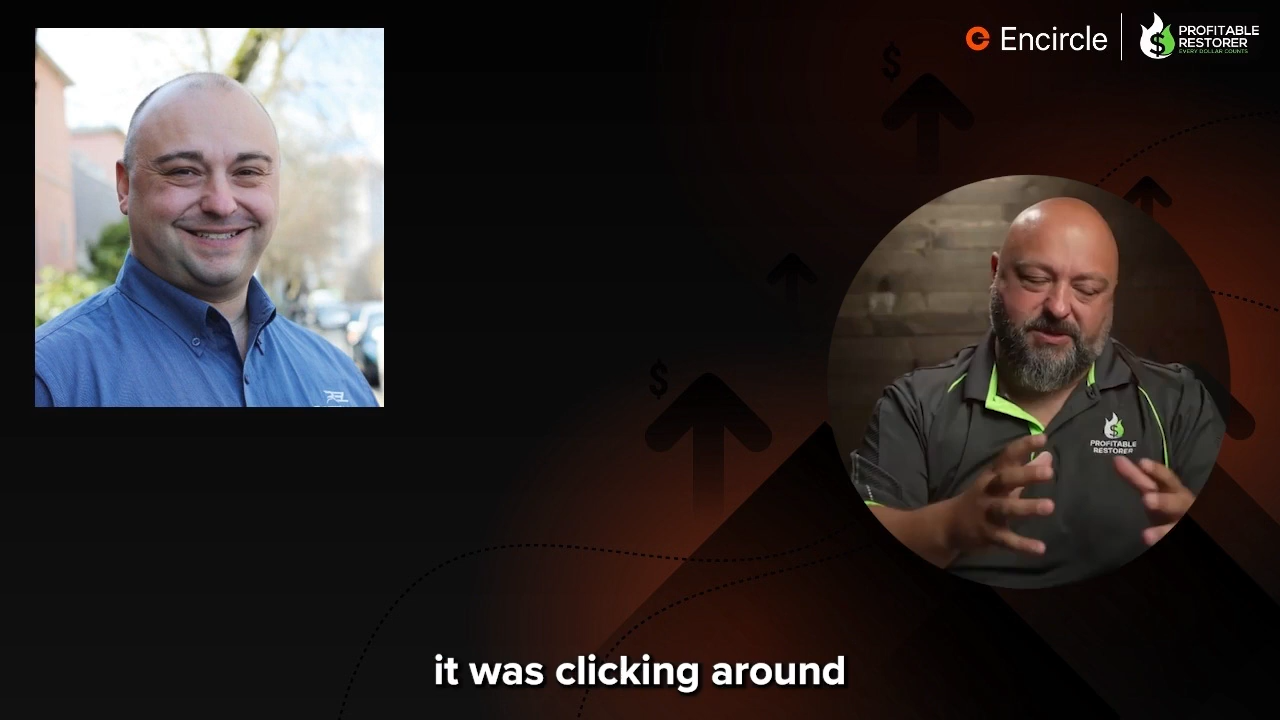 Encircle
PROFITABLE
RESTORER
EVERY DOLLAR COUNTS
$
$
PROFITABLE
RESTORER
it was clicking around